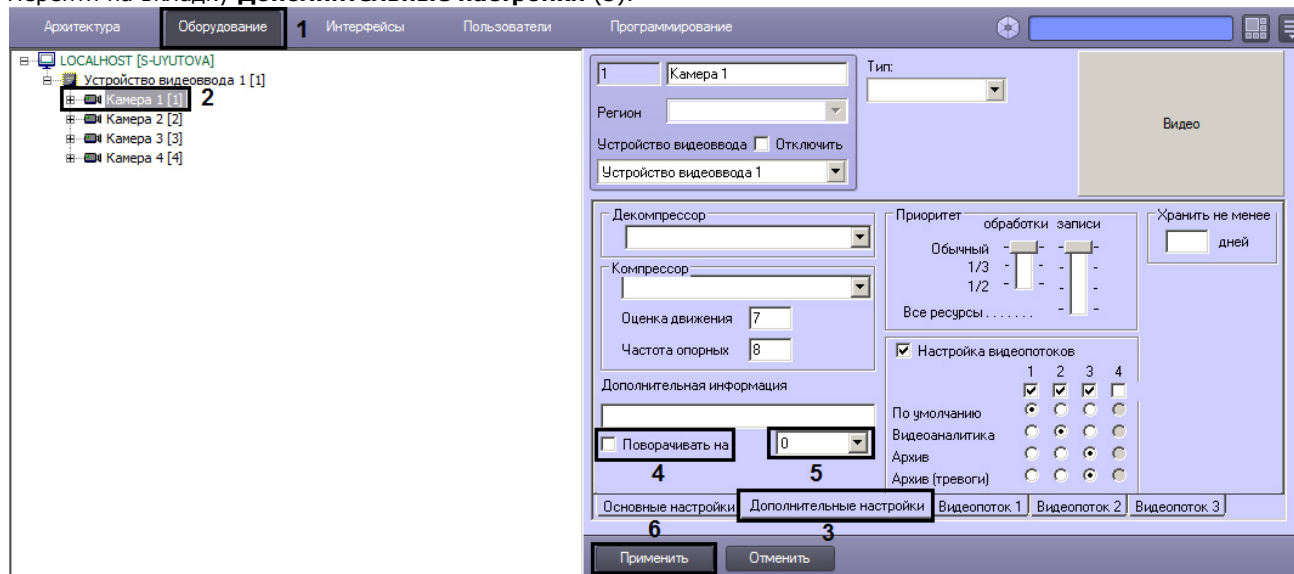 Перейти на вкладку Дополнительные настройки (3).
Архитектура Оборудование 1 Интерфейсы Пользователи Программирование
LOCALHOST [S-UYUTOVA]
Устройство видеоввода 1 [1]
Камера 1 [1] 2
Камера 2 [2]
Камера 3 [3]
Камера 4 [4]
1 Камера 1
Тип:
Регион
Видео
Устройство видеоввода Отключить
Устройство видеоввода 1
Декомпрессор
Компрессор
Оценка движения 7
Частота опорных 8
Дополнительная информация
Поворачивать на 0
4 5
Приоритет
обработки записи
Обычный
1/3
1/2
Все ресурсы . . . . . . .
Хранить не менее
дней
Настройка видеопотоков
1 2 3 4
По умолчанию
Видеоаналитика
Архив
Архив (тревоги)
Основные настройки Дополнительные настройки Видеопоток 1 Видеопоток 2 Видеопоток 3
6 3
Применить Отменить